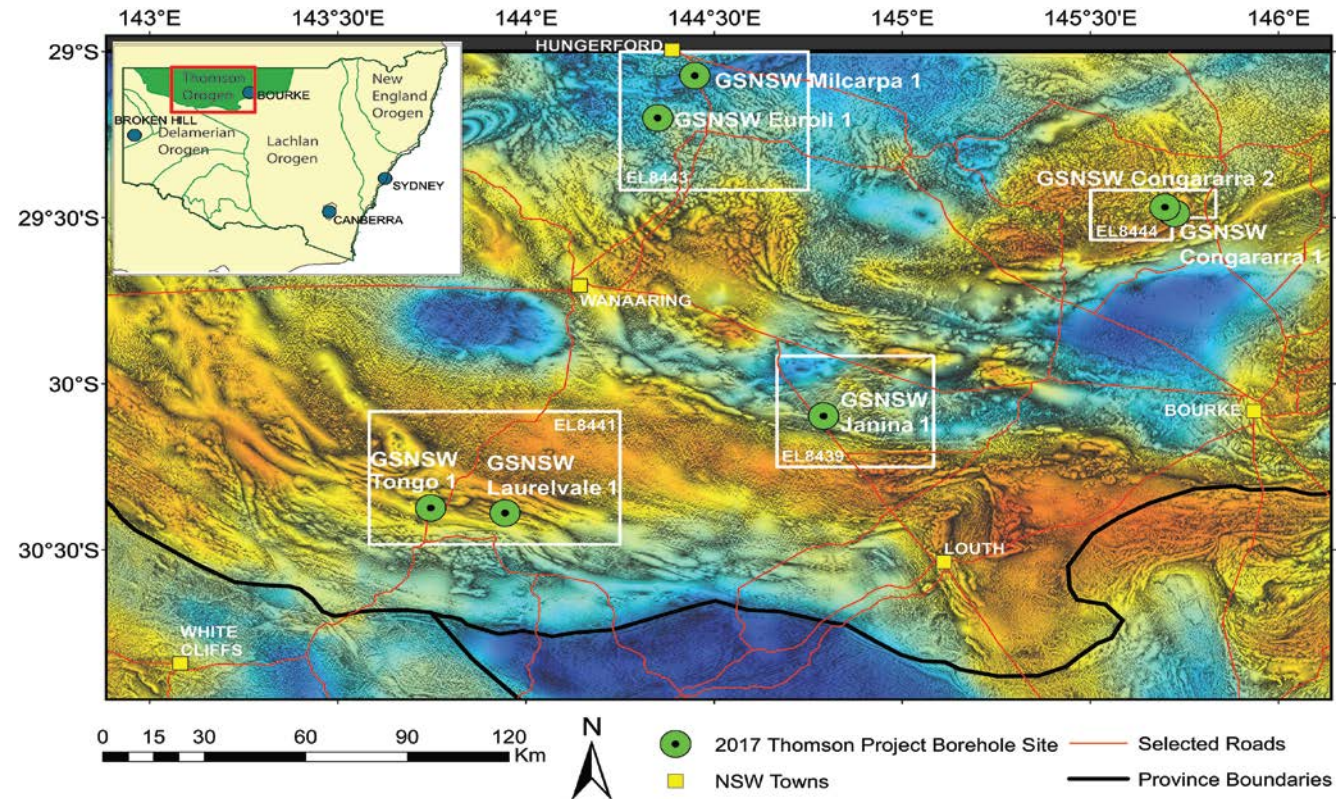 143°E 143°30'E 144°E 144°30'E 145°E 145°30'E 146°E
HUNGERFORD
29°S
Thomson
Orogen
BOURKE
New
England
Orogen
BROKEN HILL
Delamerian
Orogen
Lachlan
Orogen
SYDNEY
CANBERRA
GSNSW Milcarpa 1
GSNSW Euroli 1
EL8443
GSNSW Congararra 2
29°30'S
EL8444
GSNSW
Congararra 1
WANAARING
30°S
EL8441
GSNSW
Janina 1
BOURKE
EL8439
GSNSW
Tongo 1
GSNSW
Laurelvale 1
30°30'S
LOUTH
WHITE
CLIFFS
0 15 30 60 90 120
Km
N
2017 Thomson Project Borehole Site
NSW Towns
Selected Roads
Province Boundaries